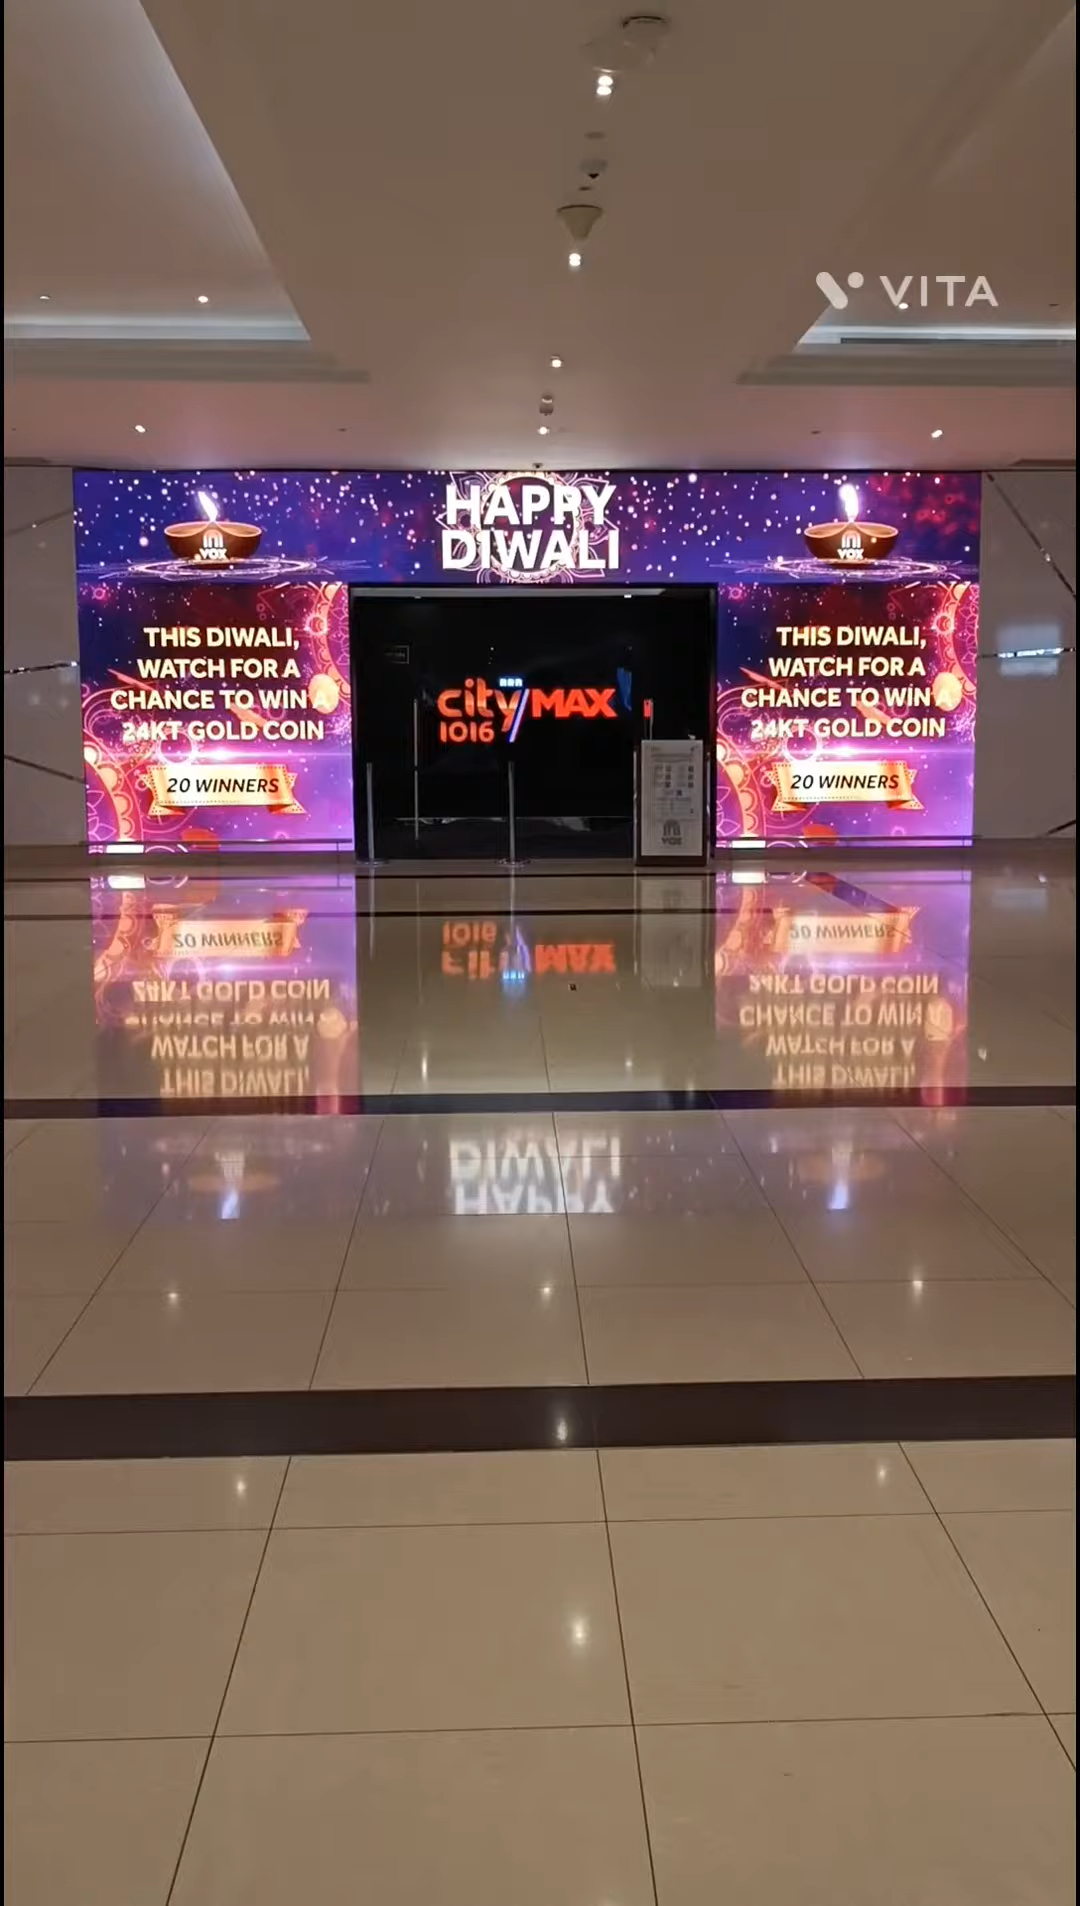 VITA
HAPPY
DIWALI
VOX
VOX
THIS DIWALI,
WATCH FOR A
CHANCE TO WIN A
24KT GOLD COIN
20 WINNERS
city MAX
1016
VOX
THIS DIWALI,
WATCH FOR A
CHANCE TO WIN A
24KT GOLD COIN
20 WINNERS